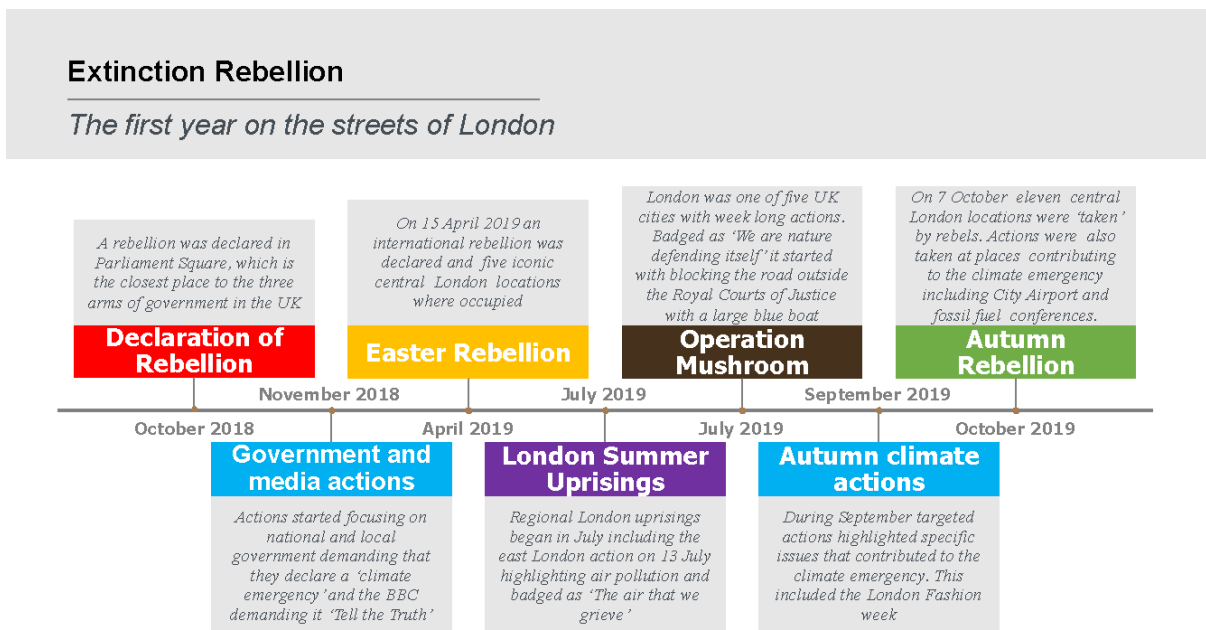 Extinction Rebellion
The first year on the streets of London
A rebellion was declared in
Parliament Square, which is
the closest place to the three
arms of government in the UK
Declaration of
Rebellion
October 2018
November 2018
Government and
media actions
Actions started focusing on
national and local
government demanding that
they declare a ‘climate
emergency’and the BBC
demanding it ‘Tell the Truth’
On 15 April 2019 an
international rebellion was
declared and five iconic
central London locations
where occupied
Easter Rebellion
April 2019
July 2019
London Summer
Uprisings
Regional London uprisings
began in July including the
east London action on 13 July
highlighting air pollution and
badged as ‘The air that we
grieve’
London was one of five UK
cities with week long actions.
Badged as ‘We are nature
defending itself’it started
with blocking the road outside
the Royal Courts of Justice
with a large blue boat
Operation
Mushroom
July 2019
September 2019
Autumn climate
actions
During September targeted
actions highlighted specific
issues that contributed to the
climate emergency. This
included the London Fashion
week
On 7 October eleven central
London locations were ‘taken’
by rebels. Actions were also
taken at places contributing
to the climate emergency
including City Airport and
fossil fuel conferences.
Autumn
Rebellion
October 2019